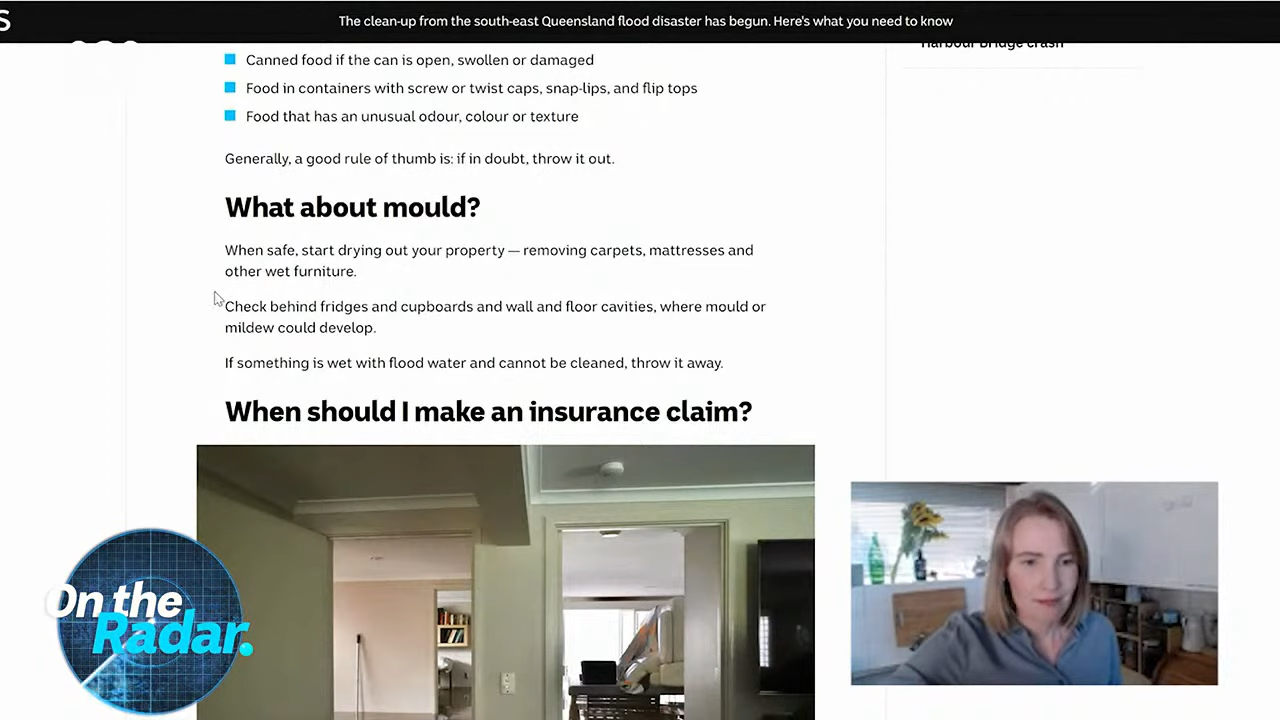 S
The clean-up from the south-east Queensland flood disaster has begun. Here's what you need to know
Harbour Bridge crash
Canned food if the can is open, swollen or damaged
Food in containers with screw or twist caps, snap-lips, and flip tops
Food that has an unusual odour, colour or texture
Generally, a good rule of thumb is: if in doubt, throw it out.
What about mould?
When safe, start drying out your property — removing carpets, mattresses and
other wet furniture.
Check behind fridges and cupboards and wall and floor cavities, where mould or
mildew could develop.
If something is wet with flood water and cannot be cleaned, throw it away.
When should I make an insurance claim?
On the
Radar.